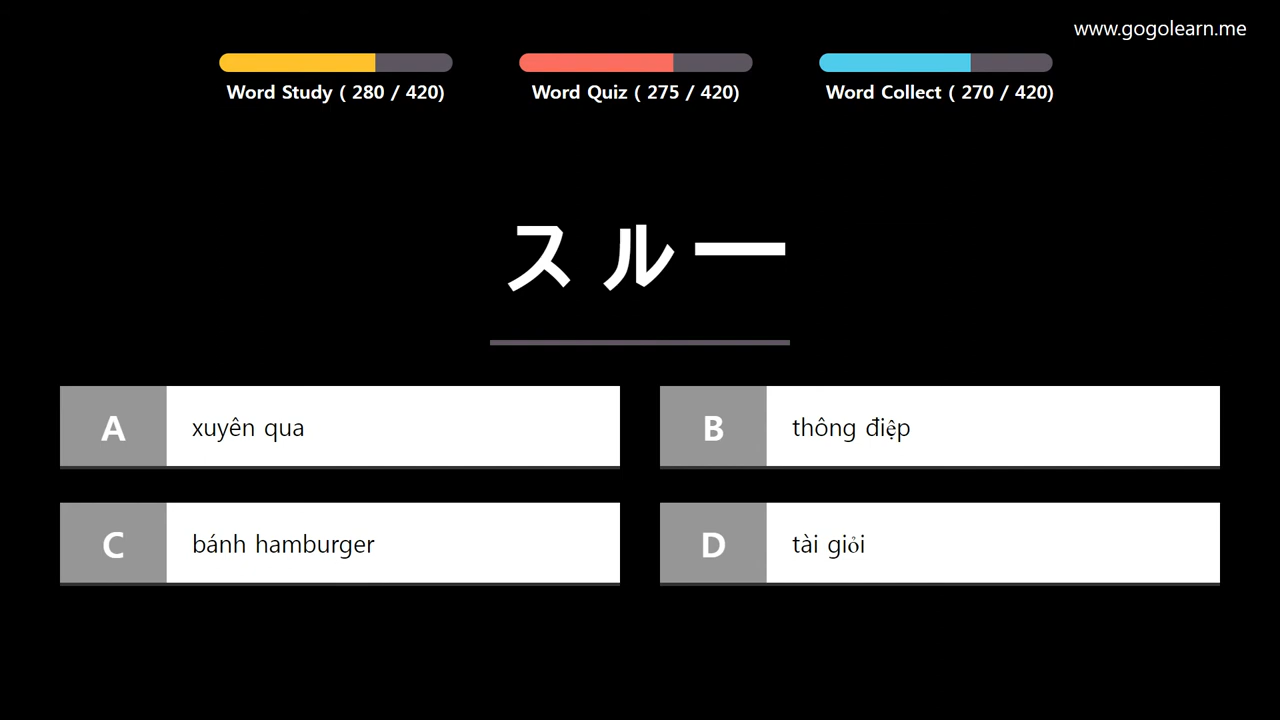 www.gogolearn.me
Word Study ( 280 / 420)
Word Quiz ( 275 / 420)
Word Collect ( 270 / 420)
スルー
A
xuyên qua
B
thông điệp
C
bánh hamburger
D
tài giỏi